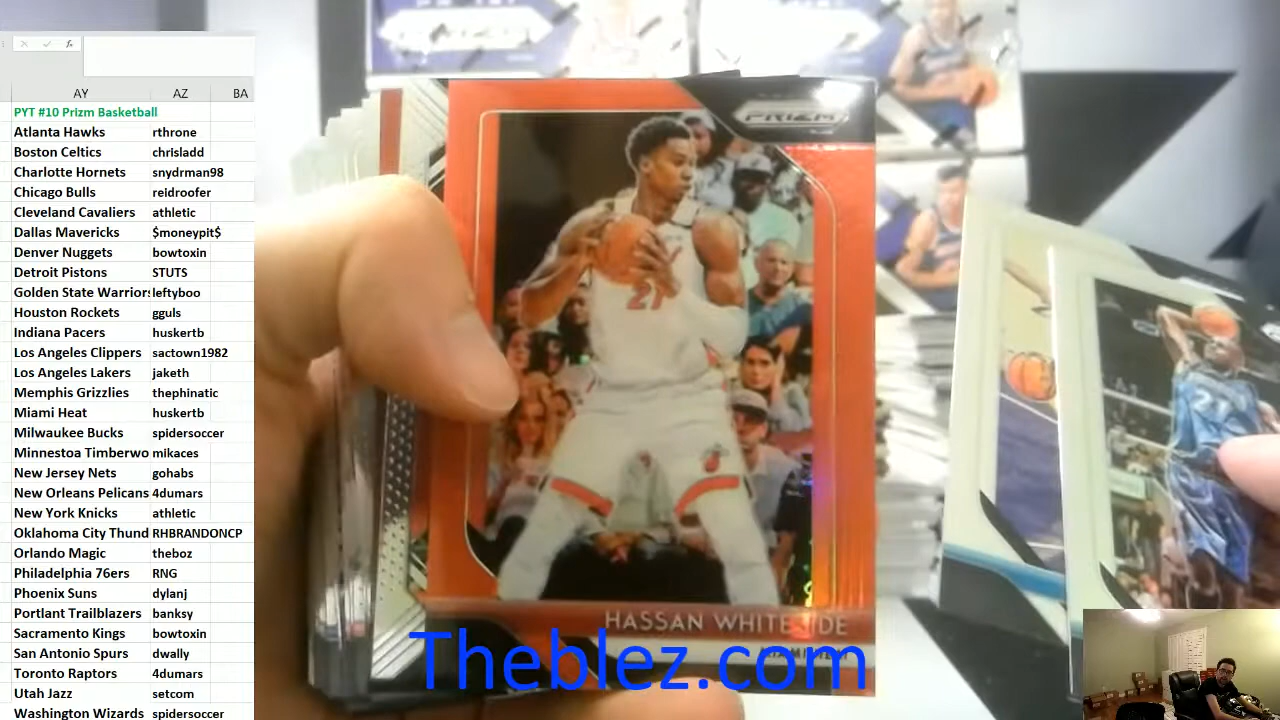 AY AZ BA
PYT #10 Prizm Basketball
Atlanta Hawks rthrone
Boston Celtics chrisladd
Charlotte Hornets snydrman98
Chicago Bulls reidroofer
Cleveland Cavaliers athletic
Dallas Mavericks $moneypit$
Denver Nuggets bowtoxin
Detroit Pistons STUTS
Golden State Warriors leftyboo
Houston Rockets gguls
Indiana Pacers huskertb
Los Angeles Clippers sactown1982
Los Angeles Lakers jaketh
Memphis Grizzlies thephinatic
Miami Heat huskertb
Milwaukee Bucks spidersoccer
Minnestoa Timberwo mikaces
New Jersey Nets gohabs
New Orleans Pelicans 4dumars
New York Knicks athletic
Oklahoma City Thund RHBRANDONCP
Orlando Magic theboz
Philadelphia 76ers RNG
Phoenix Suns dylanj
Portlant Trailblazers banksy
Sacramento Kings bowtoxin
San Antonio Spurs dwally
Toronto Raptors 4dumars
Utah Jazz setcom
Washington Wizards spidersoccer
PRIZM
21
21
HASSAN WHITESIDE
Theblez.com